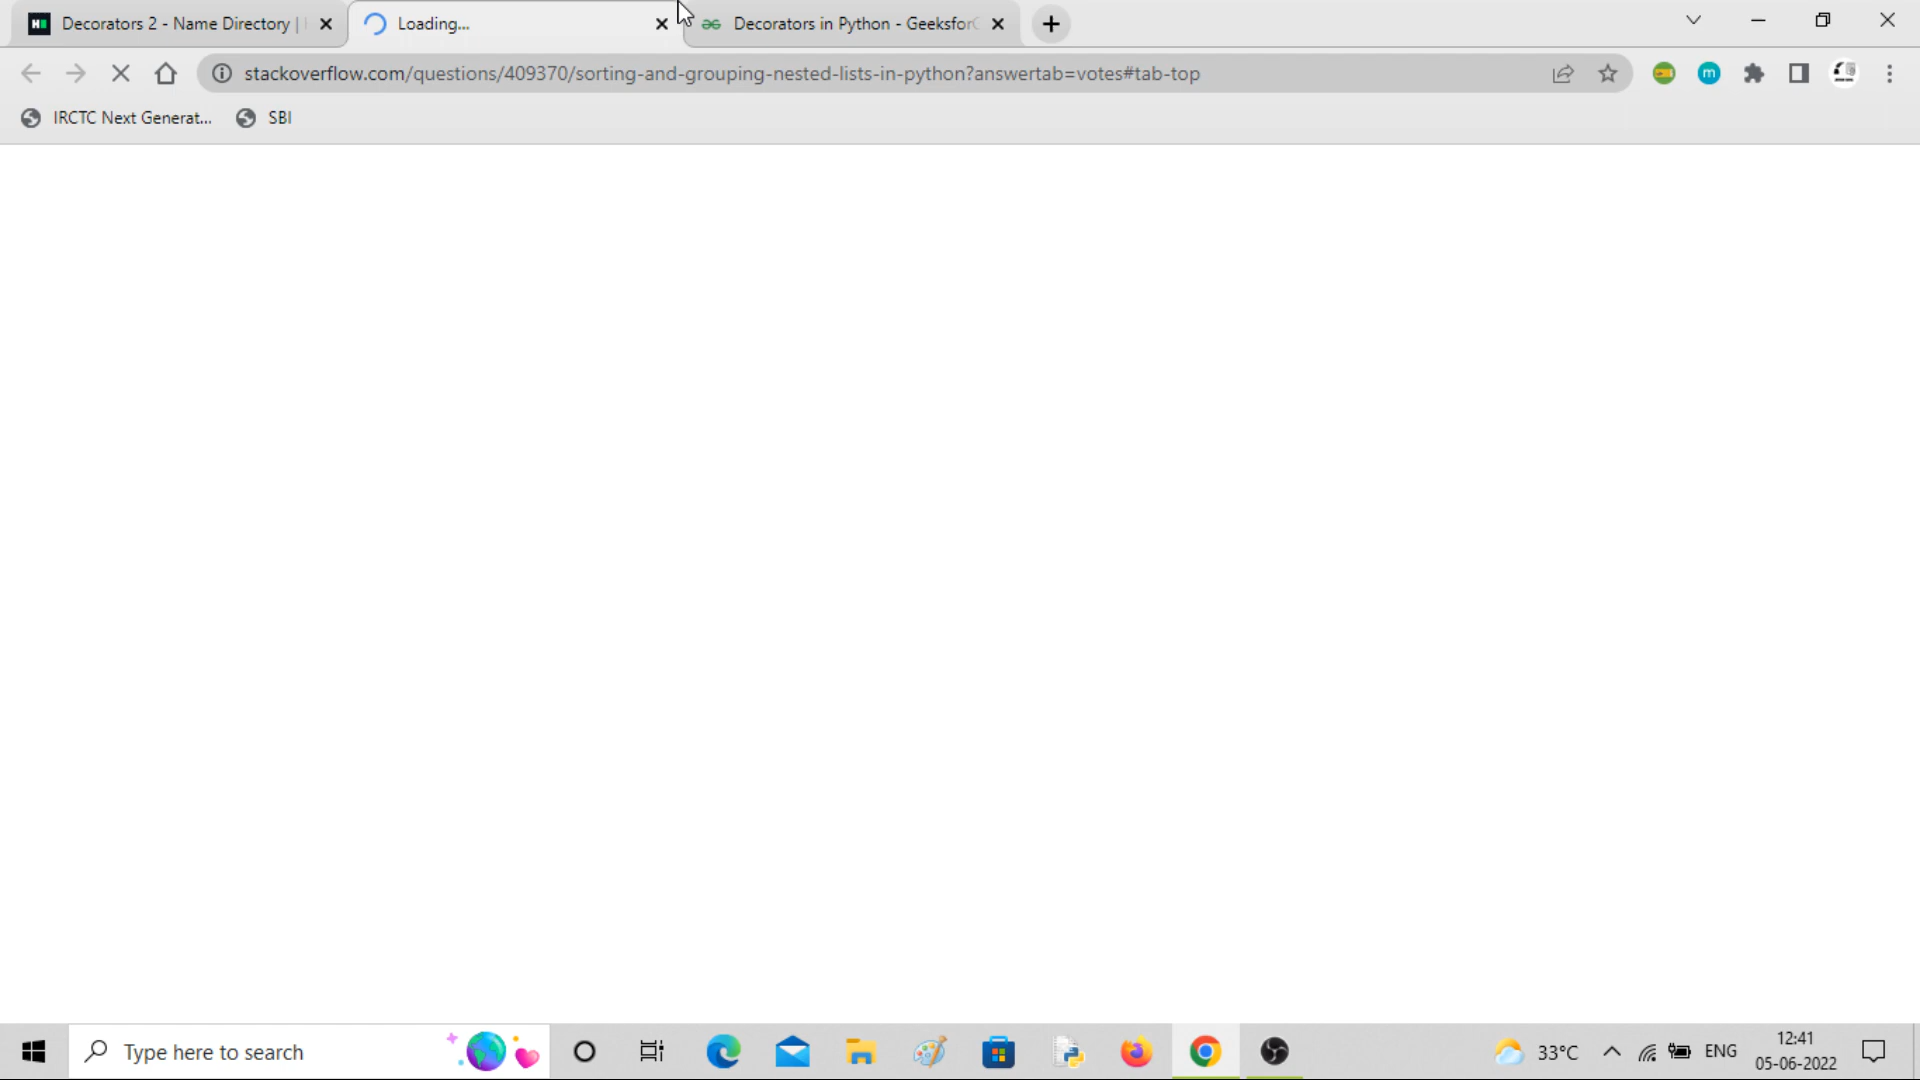 Decorators 2 - Name Directory |
Loading...
Decorators in Python - Geeksfor
stackoverflow.com/questions/409370/sorting-and-grouping-nested-lists-in-python?answertab=votes#tab-top
m
IRCTC Next Generat...
SBI
Type here to search
33°C
ENG
12:41
05-06-2022